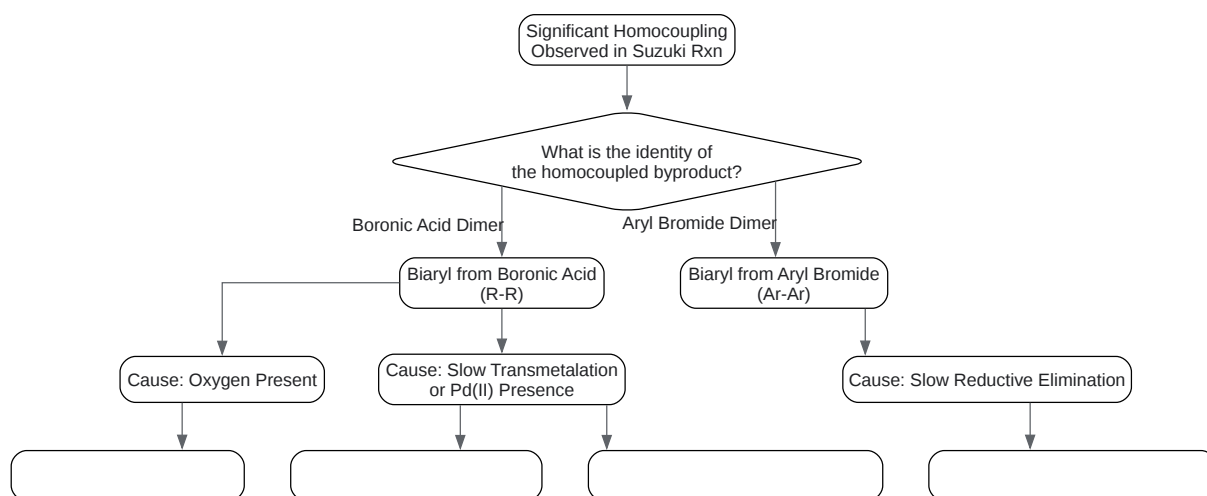 Significant Homocoupling
Observed in Suzuki Rxn
What is the identity of
the homocoupled byproduct?
Boronic Acid Dimer
Aryl Bromide Dimer
Biaryl from Boronic Acid
(R-R)
Biaryl from Aryl Bromide
(Ar-Ar)
Cause: Oxygen Present
Cause: Slow Transmetalation
or Pd(II) Presence
Cause: Slow Reductive Elimination